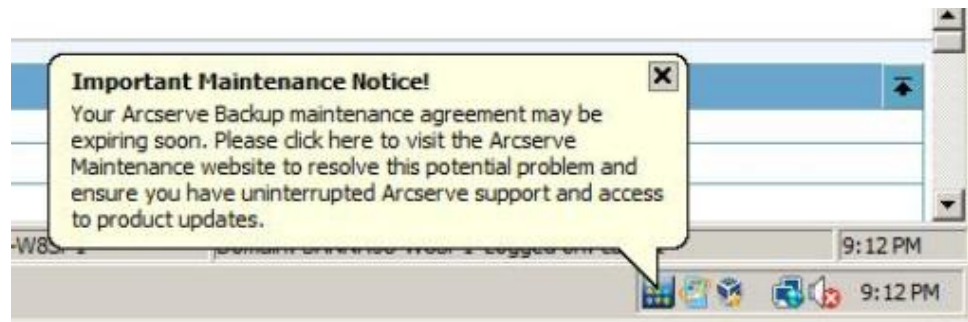 Important Maintenance Notice!
Your Arcserve Backup maintenance agreement may be
expiring soon. Please click here to visit the Arcserve
Maintenance website to resolve this potential problem and
ensure you have uninterrupted Arcserve support and access
to product updates.
9:12 PM
9:12 PM